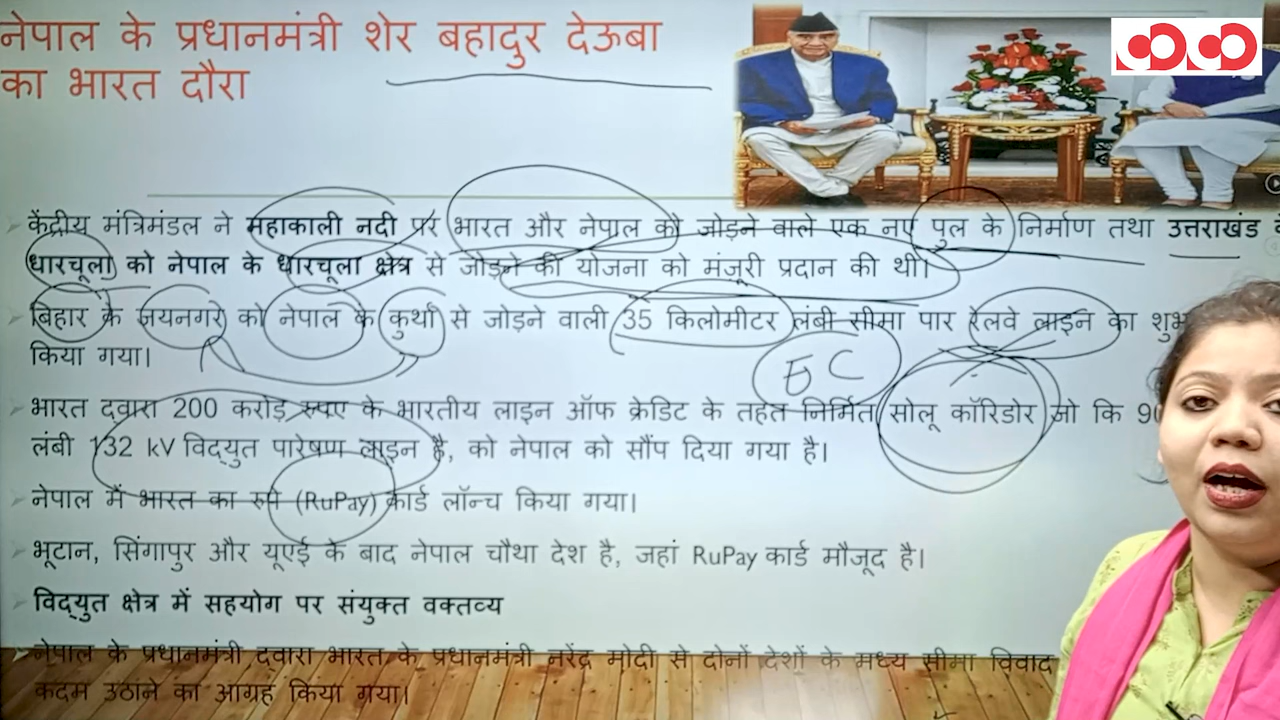 नेपाल के प्रधानमंत्री शेर बहादुर देऊबा
का भारत दौरा
केंद्रीय मंत्रिमंडल ने महाकाली नदी पर भारत और नेपाल को जोड़ने वाले एक नए पुल के निर्माण तथा उत्तराखंड
धारचूला को नेपाल के धारचूला क्षेत्र से जोड़ने की योजना को मंजूरी प्रदान की थी।
बिहार के जयनगर को नेपाल के कुर्था से जोड़ने वाली 35 किलोमीटर लंबी सीमा पार रेलवे लाइन का
किया गया।
EC
भारत द्वारा 200 करोड़ रुपए के भारतीय लाइन ऑफ क्रेडिट के तहत निर्मित सोलू कॉरिडोर जो कि
लंबी 132 kV विद्युत पारेषण लाइन है, को नेपाल को सौंप दिया गया है।
नेपाल में भारत का रुपे (RuPay) कार्ड लॉन्च किया गया।
भूटान, सिंगापुर और यूएई के बाद नेपाल चौथा देश है, जहां RuPay कार्ड मौजूद है।
विद्युत क्षेत्र में सहयोग पर संयुक्त वक्तव्य
नेपाल के प्रधानमंत्री द्वारा भारत के प्रधानमंत्री नरेंद्र मोदी से दोनों देशों के मध्य सीमा विवाद
कदम उठाने का आग्रह किया गया।